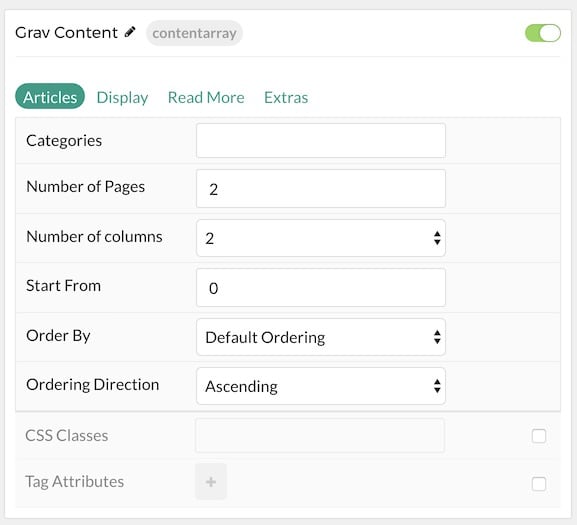 Grav Content contentarray
Articles Display Read More Extras
Categories
Number of Pages 2
Number of columns 2
Start From 0
Order By Default Ordering
Ordering Direction Ascending
CSS Classes
Tag Attributes +